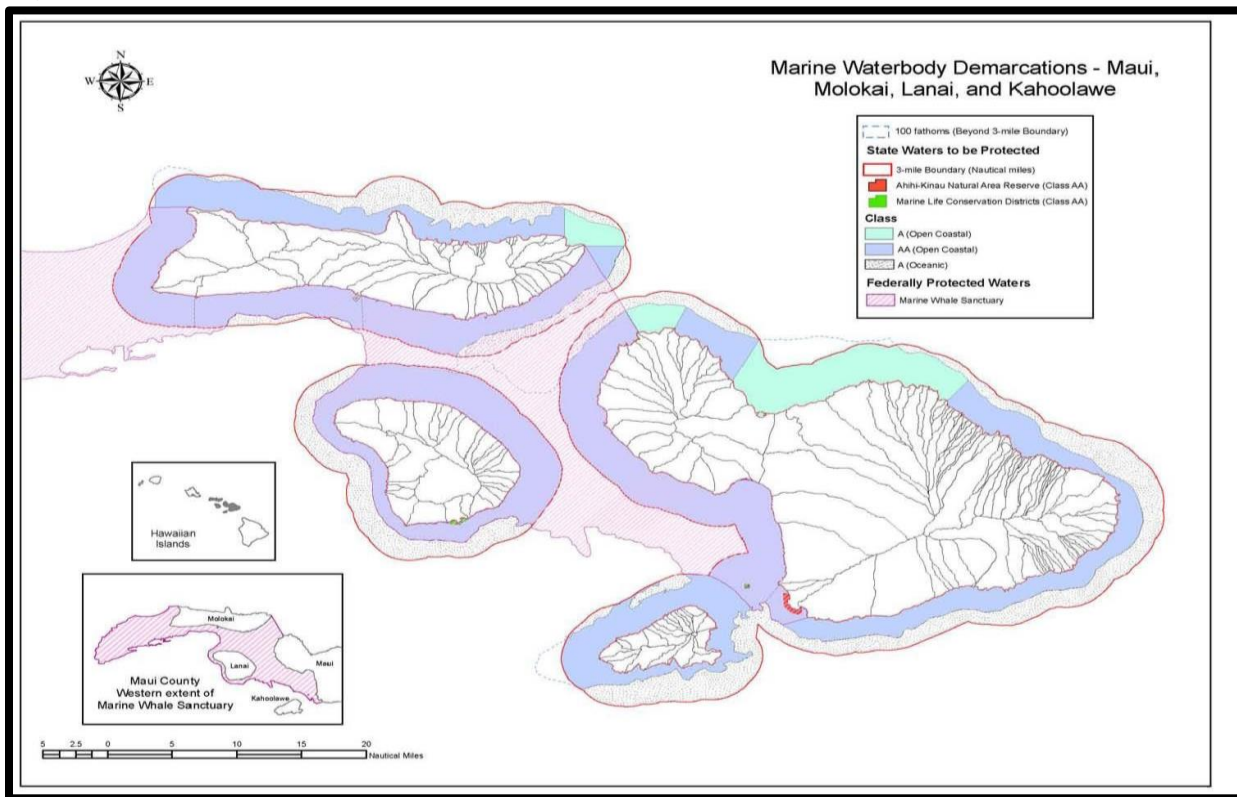 N
W E
S
Marine Waterbody Demarcations - Maui,
Molokai, Lanai, and Kahoolawe
100 fathoms (Beyond 3-mile Boundary)
State Waters to be Protected
3-mile Boundary (Nautical miles)
Ahihi-Kinau Natural Area Reserve (Class AA)
Marine Life Conservation Districts (Class AA)
Class
A (Open Coastal)
AA (Open Coastal)
A (Oceanic)
Federally Protected Waters
Marine Whale Sanctuary
Hawaiian
Islands
Molokai
Lanai
Maui
Kahoolawe
Maui County
Western extent of
Marine Whale Sanctuary
5 2.5 0 5 10 15 20
Nautical Miles